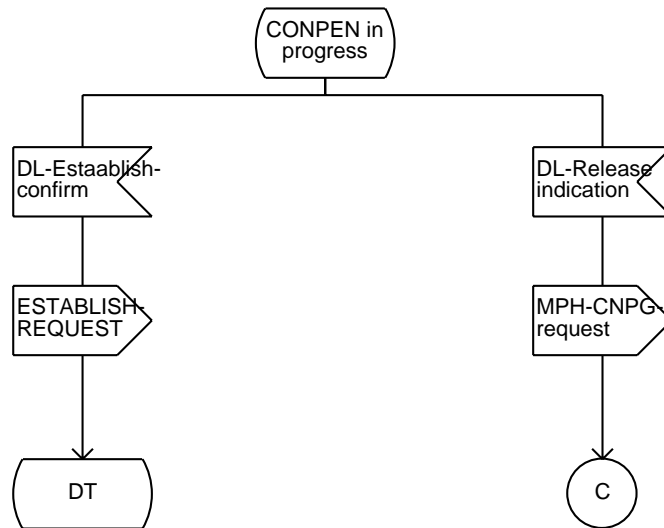 CONPEN in
progress
DL-Estaablish-
confirm
DL-Release
indication
ESTABLISH-
REQUEST
MPH-CNPG-
request
DT
C